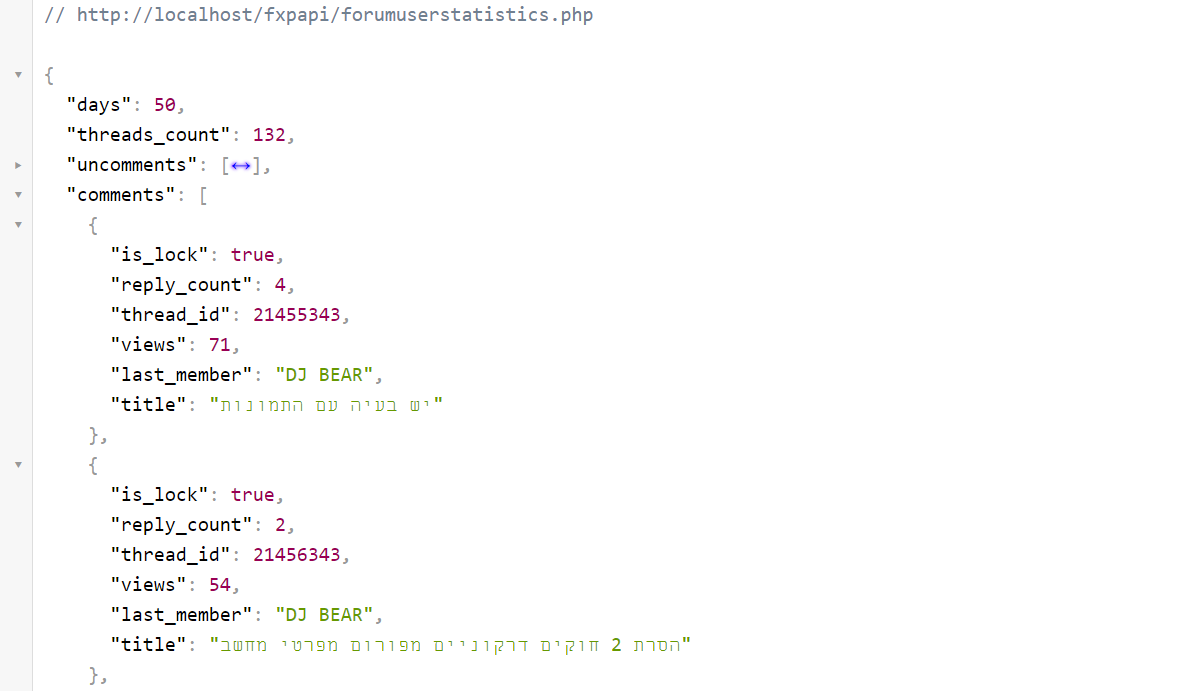 // http://localhost/fxpapi/forumuserstatistics.php
{
"days": 50,
"threads_count": 132,
"uncomments": [↔],
"comments": [
{
"is_lock": true,
"reply_count": 4,
"thread_id": 21455343,
"views": 71,
"last_member": "DJ BEAR",
"title": "יש בעיה עם התמונות"
},
{
"is_lock": true,
"reply_count": 2,
"thread_id": 21456343,
"views": 54,
"last_member": "DJ BEAR",
"title": "הסרת 2 חוקים דרקוניים מפורום מפרטי מחשב"
},